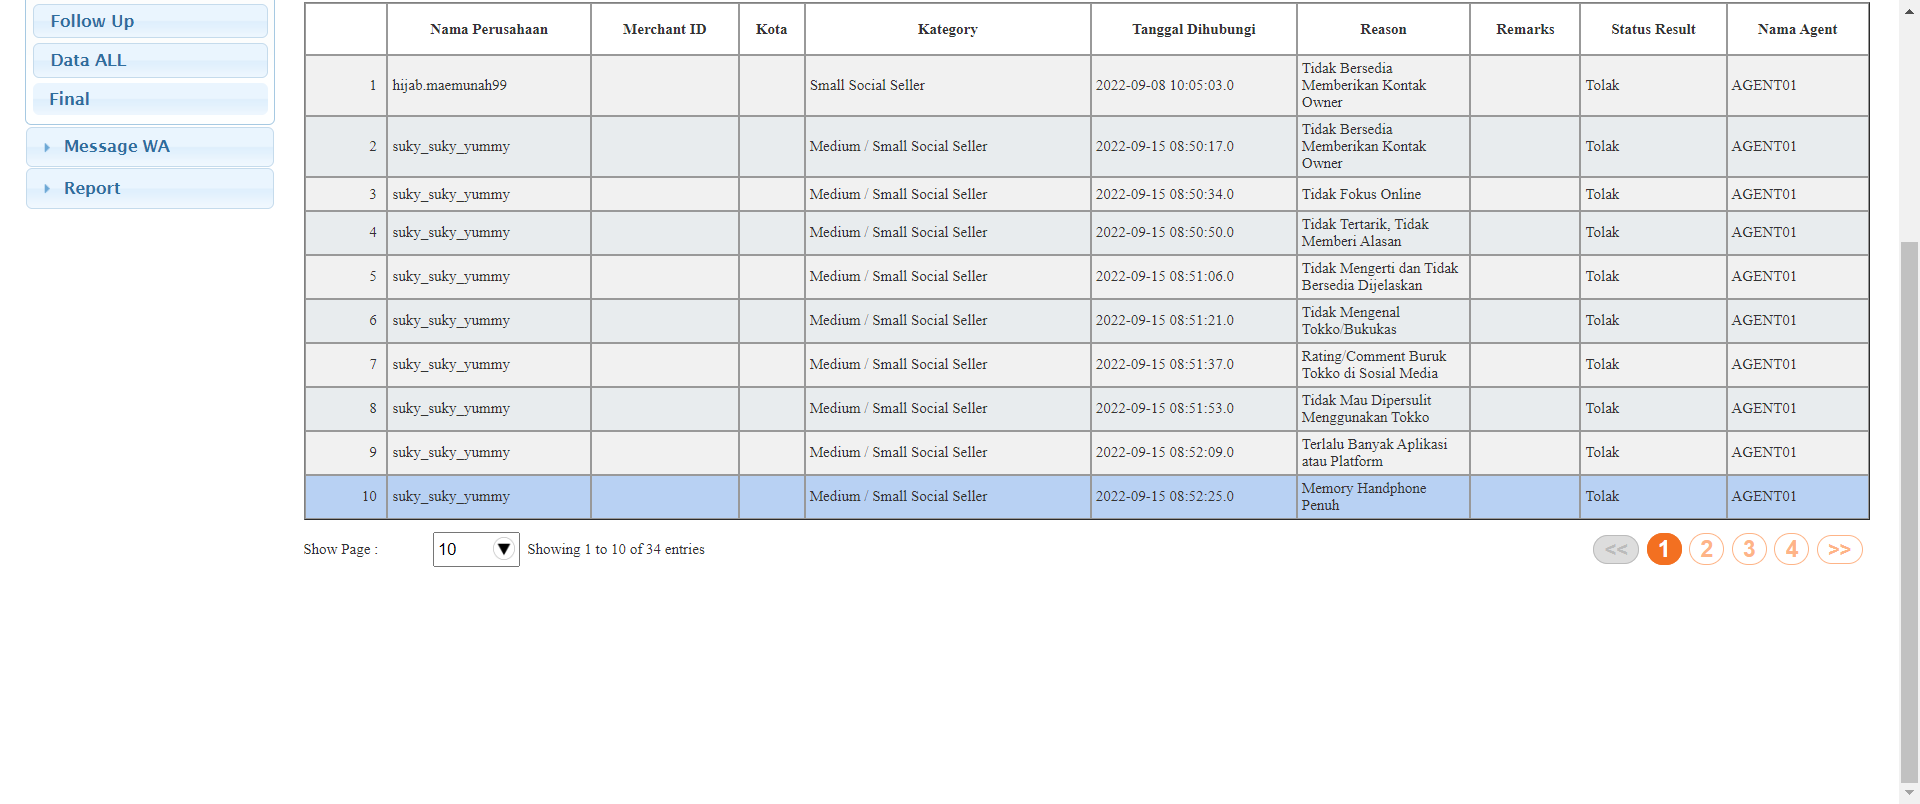 Follow Up
Data ALL
Final
Message WA
Report
Nama Perusahaan Merchant ID Kota Kategory Tanggal Dihubungi Reason Remarks Status Result Nama Agent
1 hijab.maemunah99 Small Social Seller 2022-09-08 10:05:03.0 Tidak Bersedia
Memberikan Kontak
Owner
Tolak AGENT01
2 suky_suky_yummy Medium / Small Social Seller 2022-09-15 08:50:17.0 Tidak Bersedia
Memberikan Kontak
Owner
Tolak AGENT01
3 suky_suky_yummy Medium / Small Social Seller 2022-09-15 08:50:34.0 Tidak Fokus Online Tolak AGENT01
4 suky_suky_yummy Medium / Small Social Seller 2022-09-15 08:50:50.0 Tidak Tertarik, Tidak
Memberi Alasan
Tolak AGENT01
5 suky_suky_yummy Medium / Small Social Seller 2022-09-15 08:51:06.0 Tidak Mengerti dan Tidak
Bersedia Dijelaskan
Tolak AGENT01
6 suky_suky_yummy Medium / Small Social Seller 2022-09-15 08:51:21.0 Tidak Mengenal
Tokko/Bukukas
Tolak AGENT01
7 suky_suky_yummy Medium / Small Social Seller 2022-09-15 08:51:37.0 Rating/Comment Buruk
Tokko di Sosial Media
Tolak AGENT01
8 suky_suky_yummy Medium / Small Social Seller 2022-09-15 08:51:53.0 Tidak Mau Dipersulit
Menggunakan Tokko
Tolak AGENT01
9 suky_suky_yummy Medium / Small Social Seller 2022-09-15 08:52:09.0 Terlalu Banyak Aplikasi
atau Platform
Tolak AGENT01
10 suky_suky_yummy Medium / Small Social Seller 2022-09-15 08:52:25.0 Memory Handphone
Penuh
Tolak AGENT01
Show Page : 10 Showing 1 to 10 of 34 entries << 1 2 3 4 >>